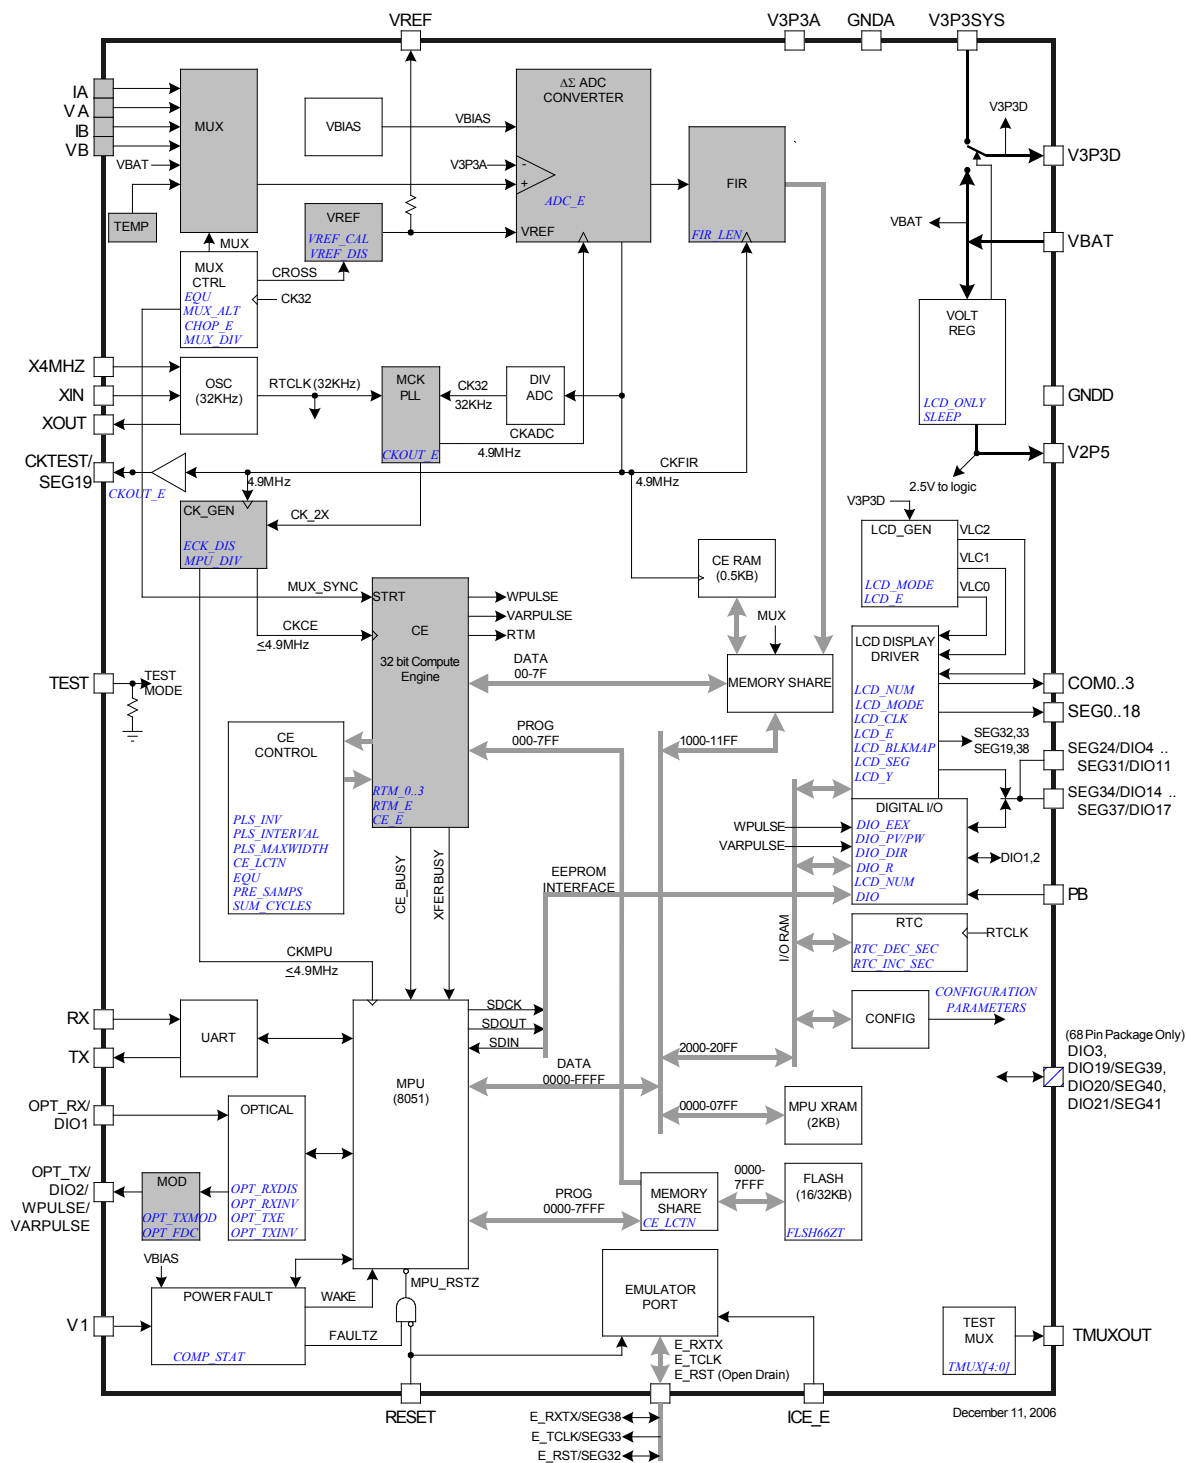 VREF
V3P3A
GNDA
V3P3SYS
IA
VA
IB
VB
VBAT
TEMP
MUX
MUX
VBIAS
VBIAS
ΔΣ ADC
CONVERTER
V3P3A
-
+
ADC_E
VREF
VREF
VREF_CAL
VREF_DIS
FIR
FIR_LEN
V3P3D
V3P3D
VBAT
VBAT
VOLT
REG
LCD_ONLY
SLEEP
GNDD
V2P5
2.5V to logic
MUX
CTRL
EQU
MUX_ALT
CHOP_E
MUX_DIV
CROSS
CK32
X4MHZ
XIN
XOUT
OSC
(32KHz)
RTCLK (32KHz)
MCK
PLL
CKOUT_E
CK32
32KHz
DIV
ADC
CKADC
4.9MHz
CKFIR
4.9MHz
CKTEST/
SEG19
CKOUT_E
4.9MHz
CK_GEN
ECK_DIS
MPU_DIV
CK_2X
V3P3D
LCD_GEN
LCD_MODE
LCD_E
VLC2
VLC1
VLC0
CE RAM
(0.5KB)
MUX
MEMORY SHARE
MUX_SYNC
STRT
CE
32 bit Compute
Engine
RTM_0..3
RTM_E
CE_E
WPULSE
VARPULSE
RTM
CKCE
≤4.9MHz
DATA
00-7F
PROG
000-7FF
1000-11FF
TEST
TEST
MODE
CE
CONTROL
PLS_INV
PLS_INTERVAL
PLS_MAXWIDTH
CE_LCTN
EQU
PRE_SAMPS
SUM_CYCLES
CE_BUSY
XFER BUSY
LCD DISPLAY
DRIVER
LCD_NUM
LCD_MODE
LCD_CLK
LCD_E
LCD_BLKMAP
LCD_SEG
LCD_Y
COM0..3
SEG0..18
SEG32,33
SEG19,38
SEG24/DIO4 ..
SEG31/DIO11
SEG34/DIO14 ..
SEG37/DIO17
DIGITAL I/O
DIO_EEX
DIO_PV/PW
DIO_DIR
DIO_R
LCD_NUM
DIO
WPULSE
VARPULSE
DIO1,2
PB
EEPROM
INTERFACE
I/O RAM
RTC
RTC_DEC_SEC
RTC_INC_SEC
RTCLK
CONFIG
CONFIGURATION
PARAMETERS
CKMPU
≤4.9MHz
RX
TX
UART
SDCK
SDOUT
SDIN
MPU
(8051)
DATA
0000-FFFF
2000-20FF
0000-07FF
MPU XRAM
(2KB)
(68 Pin Package Only)
DIO3,
DIO19/SEG39,
DIO20/SEG40,
DIO21/SEG41
OPT_RX/
DIO1
OPTICAL
OPT_RXDIS
OPT_RXINV
OPT_TXE
OPT_TXINV
OPT_TX/
DIO2/
WPULSE/
VARPULSE
MOD
OPT_TXMOD
OPT_FDC
PROG
0000-7FFF
MEMORY
SHARE
CE_LCTN
0000-
7FFF
FLASH
(16/32KB)
FLSH66ZT
VBIAS
V1
POWER FAULT
COMP_STAT
WAKE
FAULTZ
MPU_RSTZ
EMULATOR
PORT
E_RXTX
E_TCLK
E_RST (Open Drain)
TEST
MUX
TMUX[4:0]
TMUXOUT
RESET
ICE_E
December 11, 2006
E_RXTX/SEG38
E_TCLK/SEG33
E_RST/SEG32